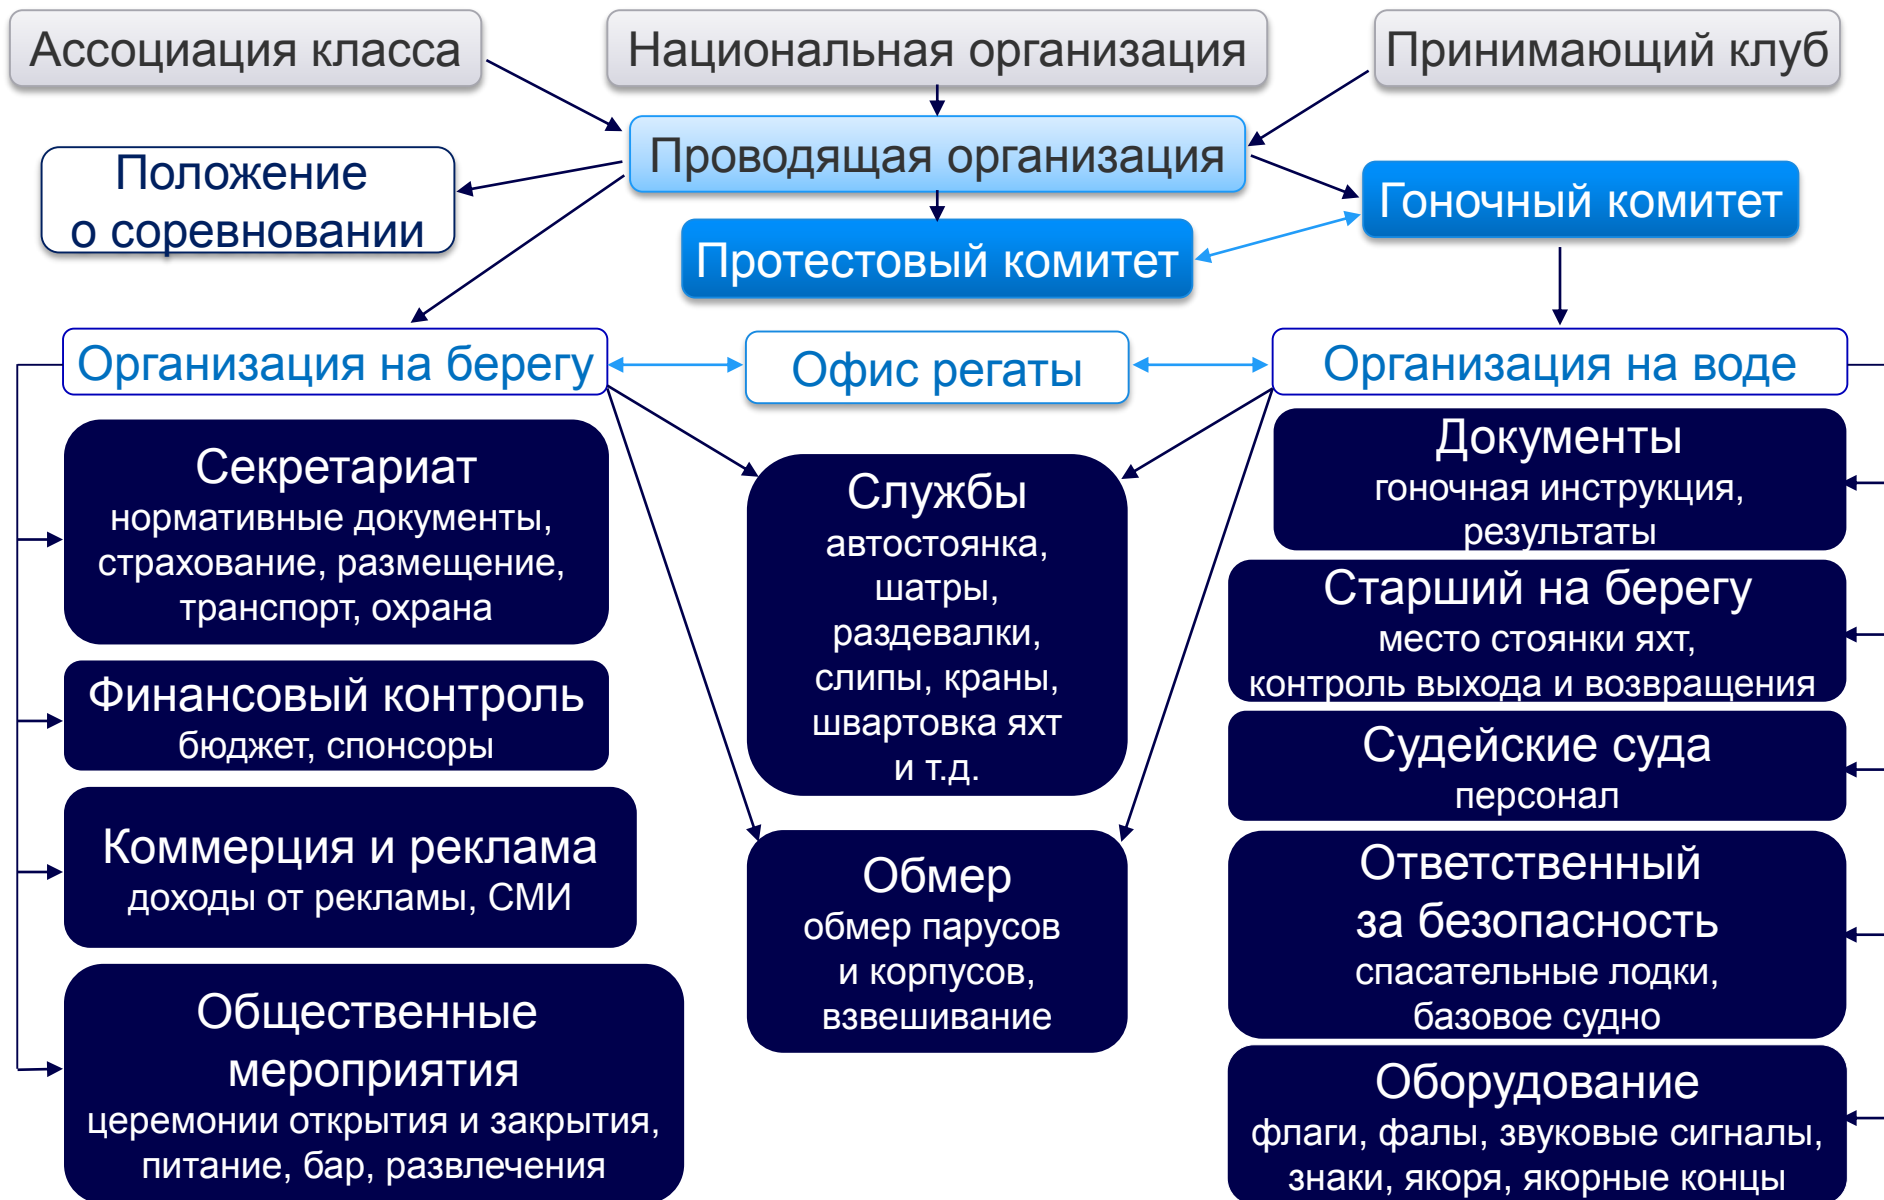 Ассоциация класса
Национальная организация
Принимающий клуб
Проводящая организация
Положение
о соревновании
Гоночный комитет
Протестовый комитет
Организация на берегу
Офис регаты
Организация на воде
Секретариат
нормативные документы,
страхование, размещение,
транспорт, охрана
Финансовый контроль
бюджет, спонсоры
Коммерция и реклама
доходы от рекламы, СМИ
Общественные
мероприятия
церемонии открытия и закрытия,
питание, бар, развлечения
Службы
автостоянка,
шатры,
раздевалки,
слипы, краны,
швартовка яхт
и т.д.
Обмер
обмер парусов
и корпусов,
взвешивание
Документы
гоночная инструкция,
результаты
Старший на берегу
место стоянки яхт,
контроль выхода и возвращения
Судейские суда
персонал
Ответственный
за безопасность
спасательные лодки,
базовое судно
Оборудование
флаги, фалы, звуковые сигналы,
знаки, якоря, якорные концы